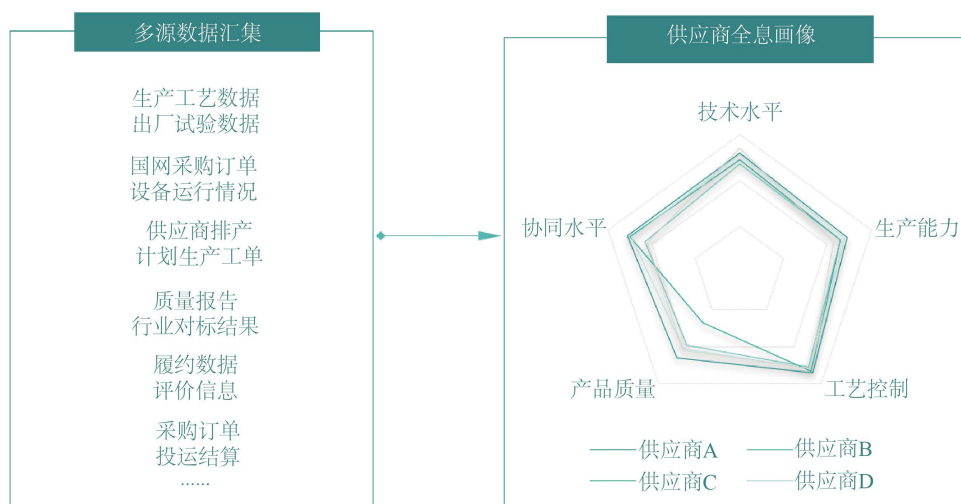 多源数据汇集
生产工艺数据
出厂试验数据
国网采购订单
设备运行情况
供应商排产
计划生产工单
质量报告
行业对标结果
履约数据
评价信息
采购订单
投运结算
......
供应商全息画像
技术水平
协同水平
生产能力
产品质量
工艺控制
供应商A
供应商B
供应商C
供应商D